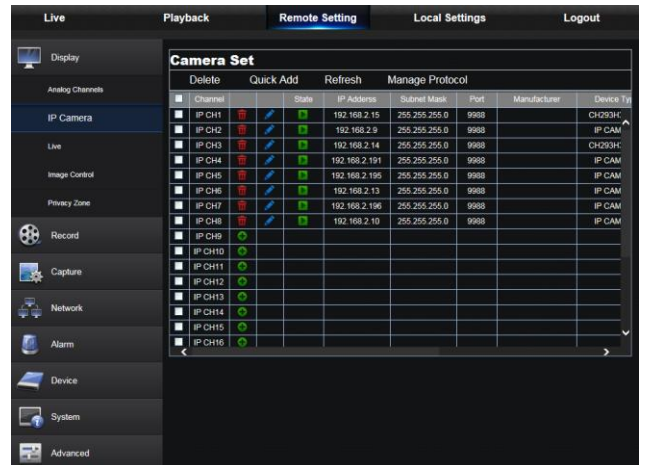 Live Playback Remote Setting Local Settings Logout
Display
Analog Channels
IP Camera
Live
Image Control
Privacy Zone
Record
Capture
Network
Alarm
Device
System
Advanced
Camera Set
Delete Quick Add Refresh Manage Protocol
Channel State IP Adderss Subnet Mask Port Manufacturer Device Ty
IP CH1 192.168.2.15 255.255.255.0 9988 CH293H
IP CH2 192.168.2.9 255.255.255.0 9988 IP CAM
IP CH3 192.168.2.14 255.255.255.0 9988 CH293H
IP CH4 192.168.2.191 255.255.255.0 9988 IP CAM
IP CH5 192.168.2.195 255.255.255.0 9988 IP CAM
IP CH6 192.168.2.13 255.255.255.0 9988 IP CAM
IP CH7 192.168.2.196 255.255.255.0 9988 IP CAM
IP CH8 192.168.2.10 255.255.255.0 9988 IP CAM
IP CH9
IP CH10
IP CH11
IP CH12
IP CH13
IP CH14
IP CH15
IP CH16